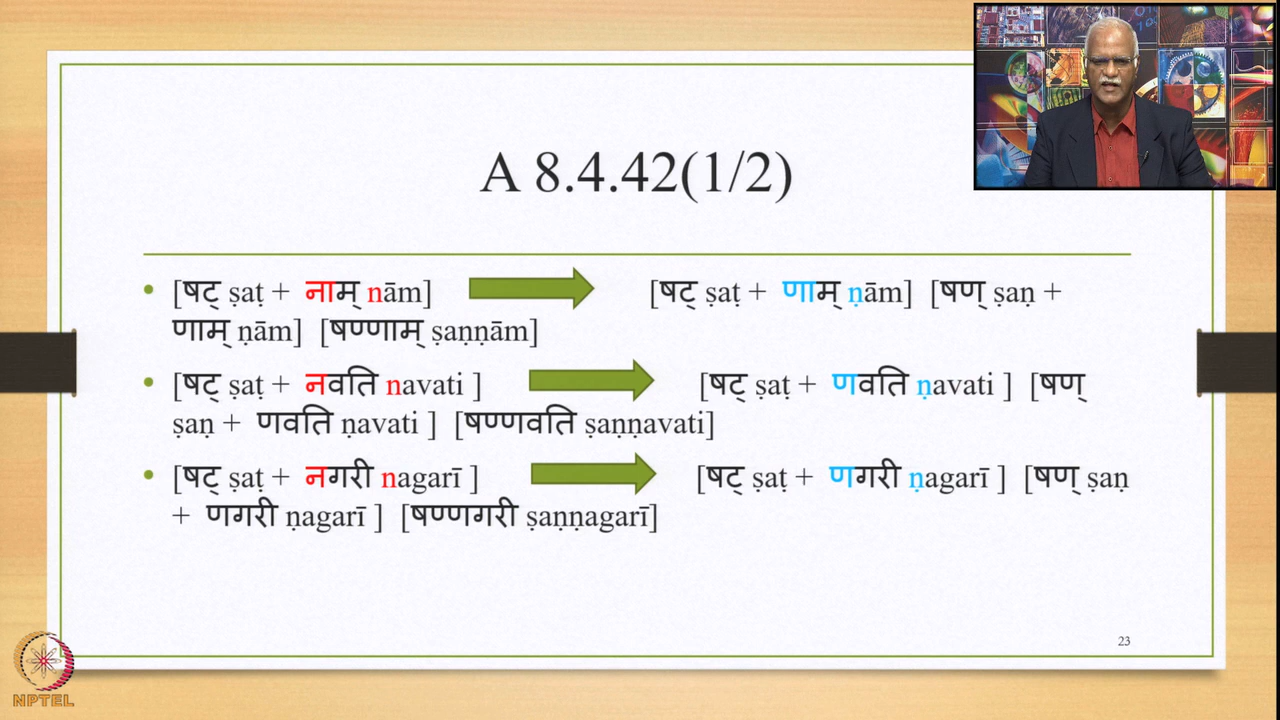 A 8.4.42(1/2)
• [षट् ṣaṭ + नाम् nām] [षट् ṣaṭ + णाम् ṇām] [षण् ṣaṇ +
णाम् ṇām] [षण्णाम् ṣaṇṇām]
• [षट् ṣaṭ + नवति navati ] [षट् ṣaṭ + णवति ṇavati ] [षण्
ṣaṇ + णवति ṇavati ] [षण्णवति ṣaṇṇavati]
• [षट् ṣaṭ + नगरी nagarī ] [षट् ṣaṭ + णगरी ṇagarī ] [षण् ṣaṇ
+ णगरी ṇagarī ] [षण्णगरी ṣaṇṇagarī]
23
NPTEL